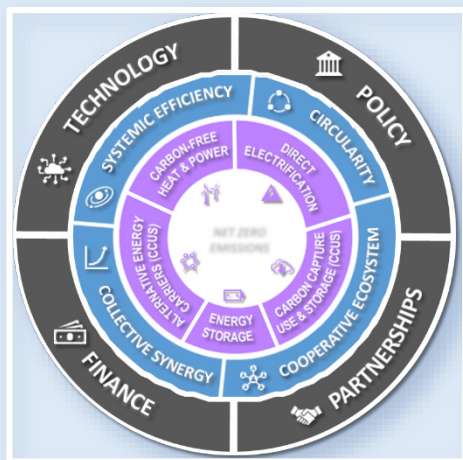 TECHNOLOGY
POLICY
SYSTEMIC EFFICIENCY
CIRCULARITY
CARBON-FREE
HEAT & POWER
DIRECT
ELECTRIFICATION
NET ZERO
EMISSIONS
ALTERNATIVE ENERGY
CARRIERS (CCUS)
CARBON CAPTURE
USE & STORAGE (CCUS)
ENERGY
STORAGE
COLLECTIVE SYNERGY
COOPERATIVE ECOSYSTEM
FINANCE
PARTNERSHIPS